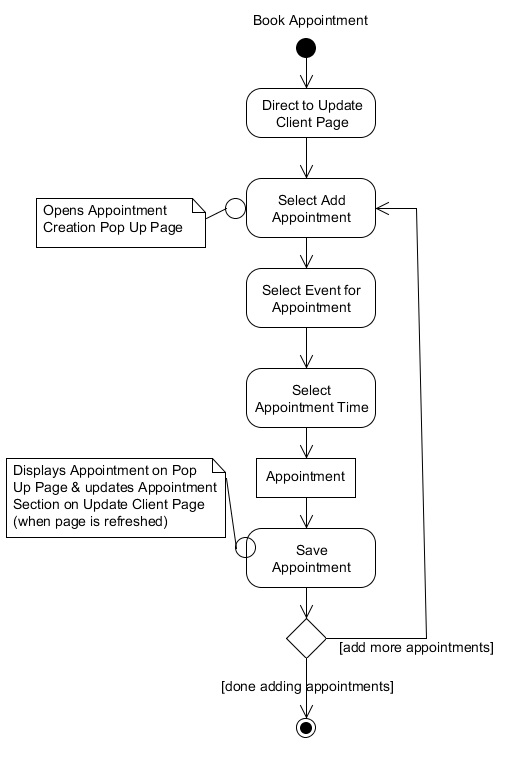 Book Appointment
Direct to Update
Client Page
Select Add
Appointment
Opens Appointment
Creation Pop Up Page
Select Event for
Appointment
Select
Appointment Time
Appointment
Displays Appointment on Pop
Up Page & updates Appointment
Section on Update Client Page
(when page is refreshed)
Save
Appointment
[add more appointments]
[done adding appointments]